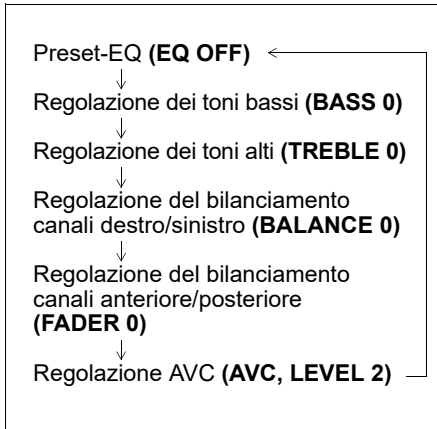 Preset-EQ (EQ OFF)
Regolazione dei toni bassi (BASS 0)
Regolazione dei toni alti (TREBLE 0)
Regolazione del bilanciamento
canali destro/sinistro (BALANCE 0)
Regolazione del bilanciamento
canali anteriore/posteriore
(FADER 0)
Regolazione AVC (AVC, LEVEL 2)